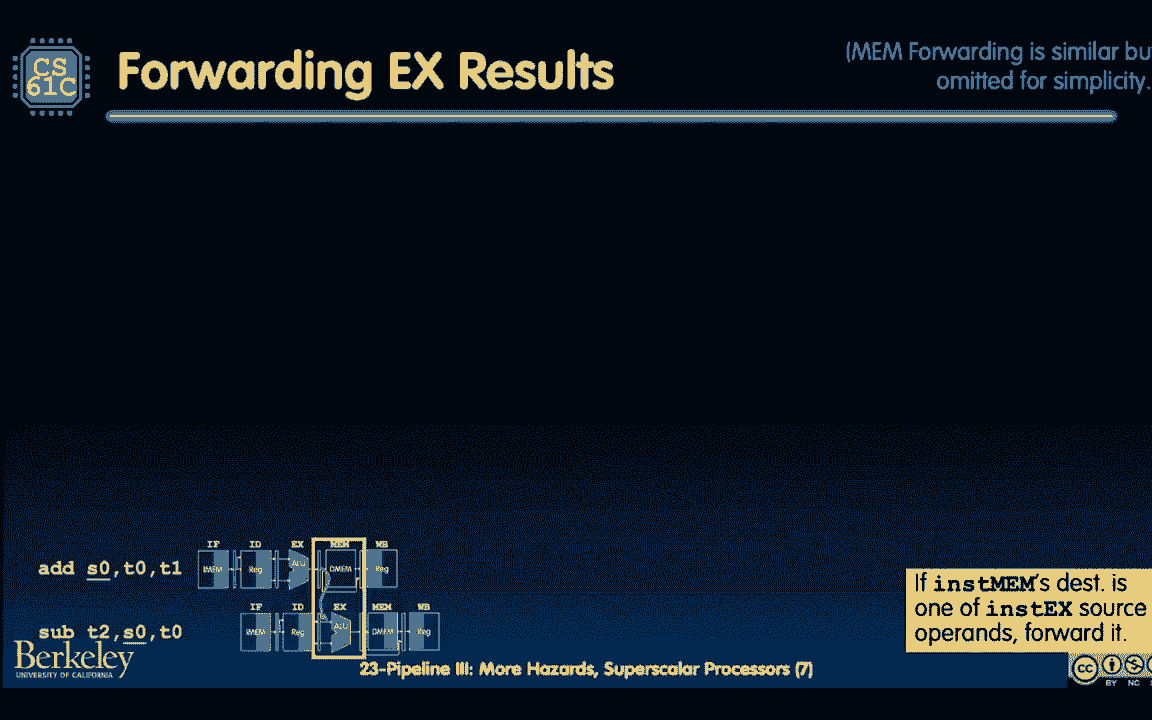 CS
61C
Forwarding EX Results
(MEM Forwarding is similar bu
omitted for simplicity.
IF ID EX MEM WB
add s0,t0,t1
IMEM Reg ALU DMEM Reg
IF ID EX MEM WB
sub t2,s0,t0
IMEM Reg ALU DMEM Reg
If instMEM's dest. is
one of instEX source
operands, forward it.
Berkeley
UNIVERSITY OF CALIFORNIA
23-Pipeline III: More Hazards, Superscalar Processors (7)
cc
BY NC